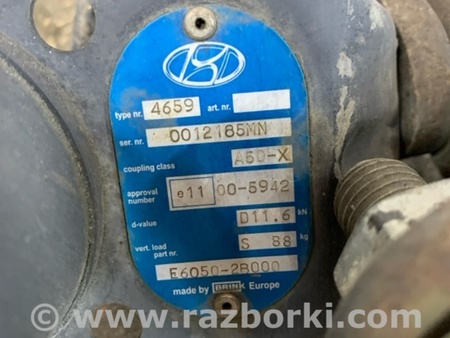 type nr. 4659 art. nr.
ser. nr. 0012185MN
coupling class A50-X
approval number e11 00-5942
d-value D11.6 kN
vert. load S 88 kg
part nr. E6050-2B000
made by BRINK Europe
© www.razborki.com